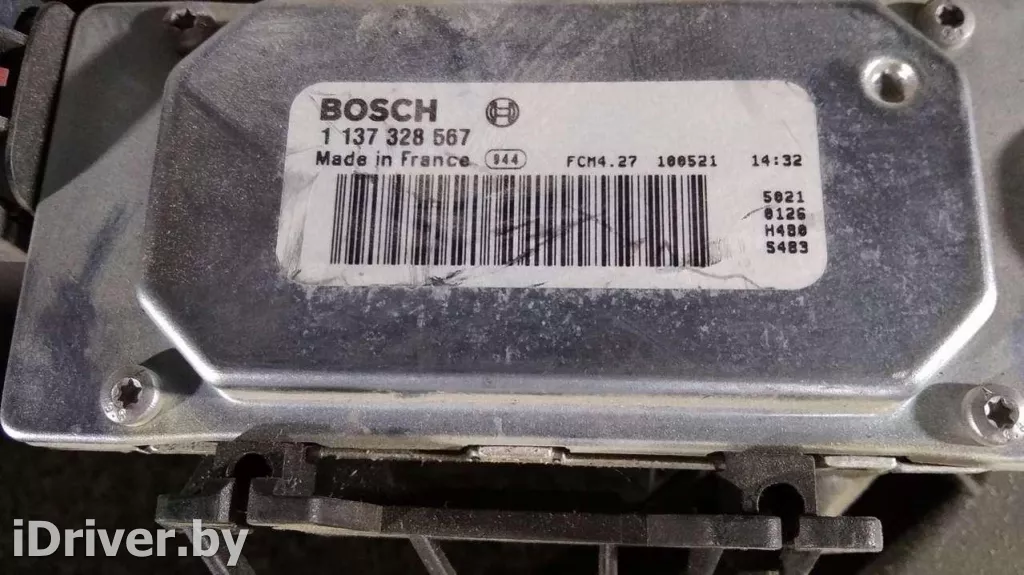 BOSCH
1 137 328 567
Made in France 944 FCM4.27 100521 14:32
5021
0126
H480
S483
iDriver.by